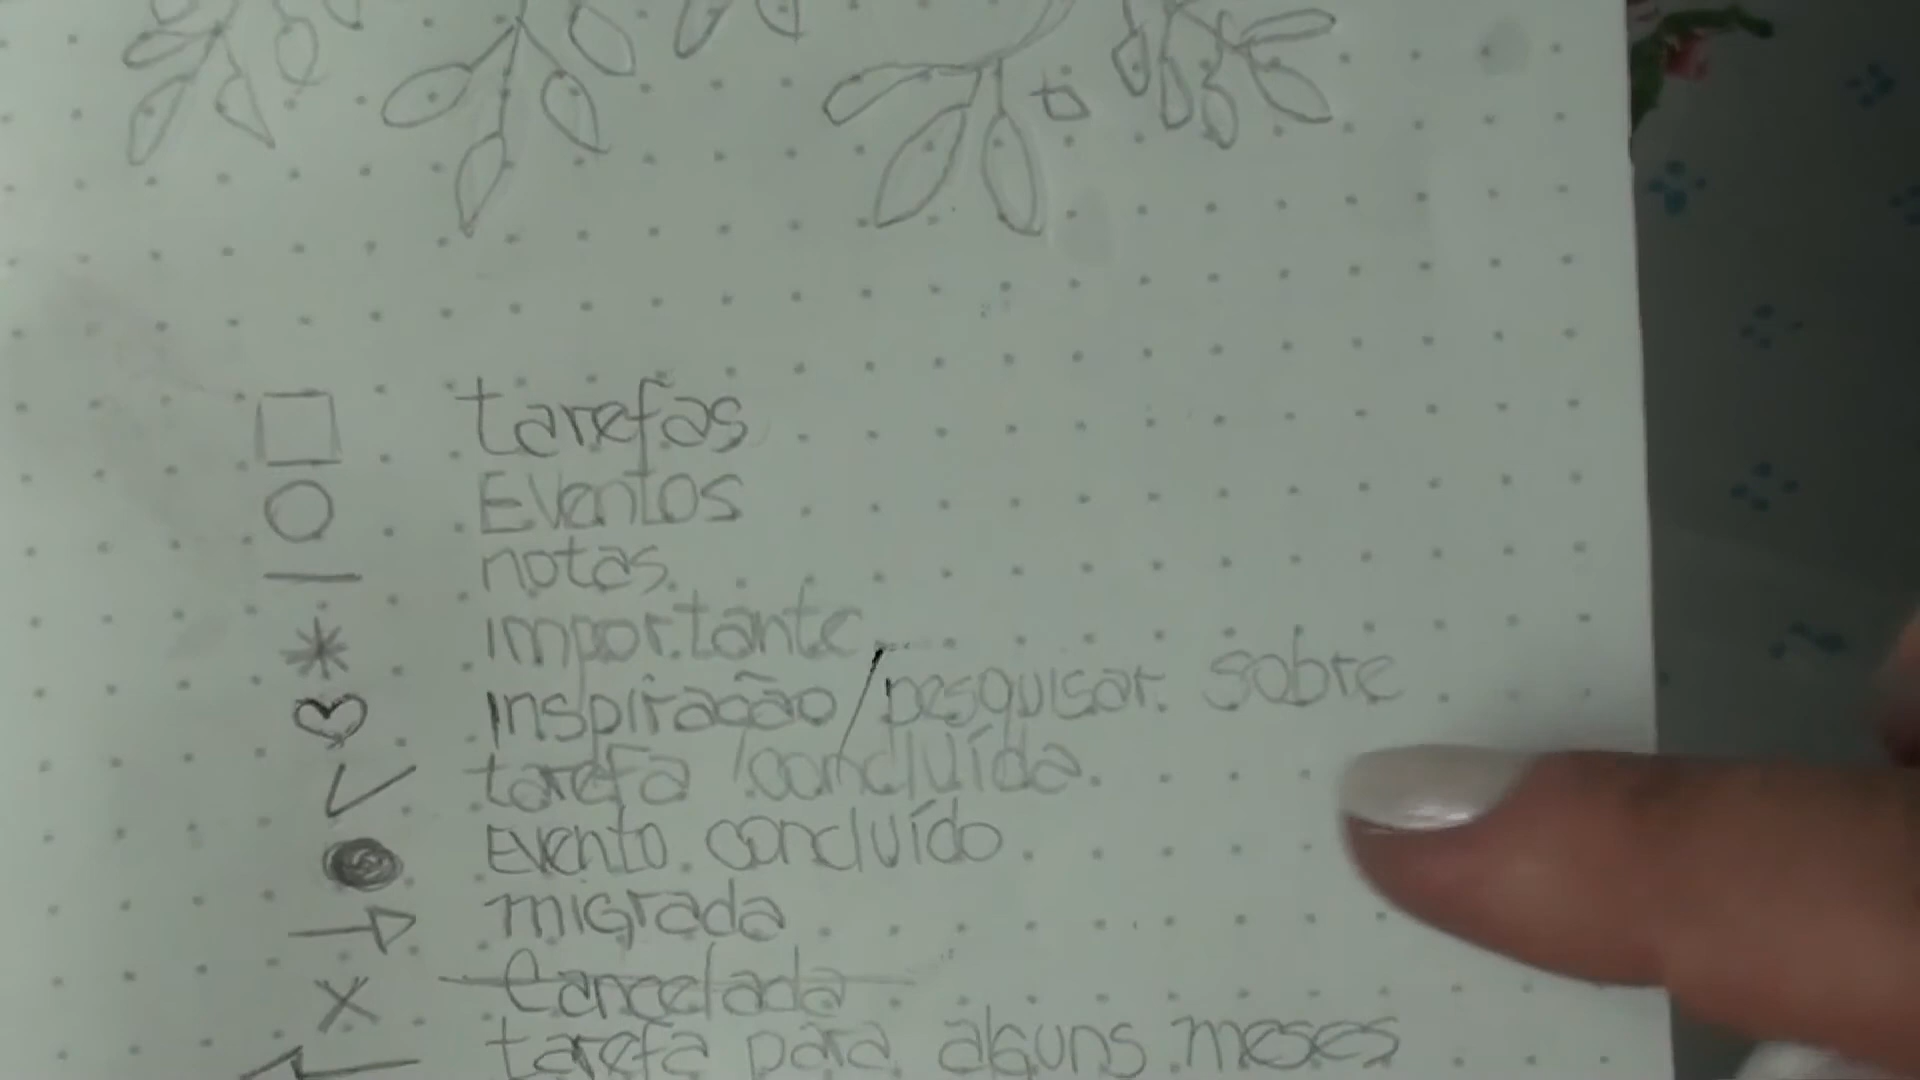 tarefas
Eventos
notas
importante
inspiração/pesquisar sobre
tarefa concluída
Evento concluído
migrada
Cancelada
tarefa para alguns meses